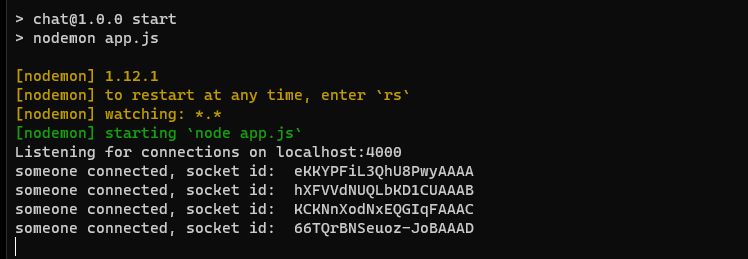 > chat@1.0.0 start
> nodemon app.js
[nodemon] 1.12.1
[nodemon] to restart at any time, enter `rs`
[nodemon] watching: *.*
[nodemon] starting `node app.js`
Listening for connections on localhost:4000
someone connected, socket id:  eKKYPFiL3QhU8PwyAAAA
someone connected, socket id:  hXFVVdNUQLbKD1CUAAAB
someone connected, socket id:  KCKNnXodNxEQGIqFAAAC
someone connected, socket id:  66TQrBNSeuoz-JoBAAAD